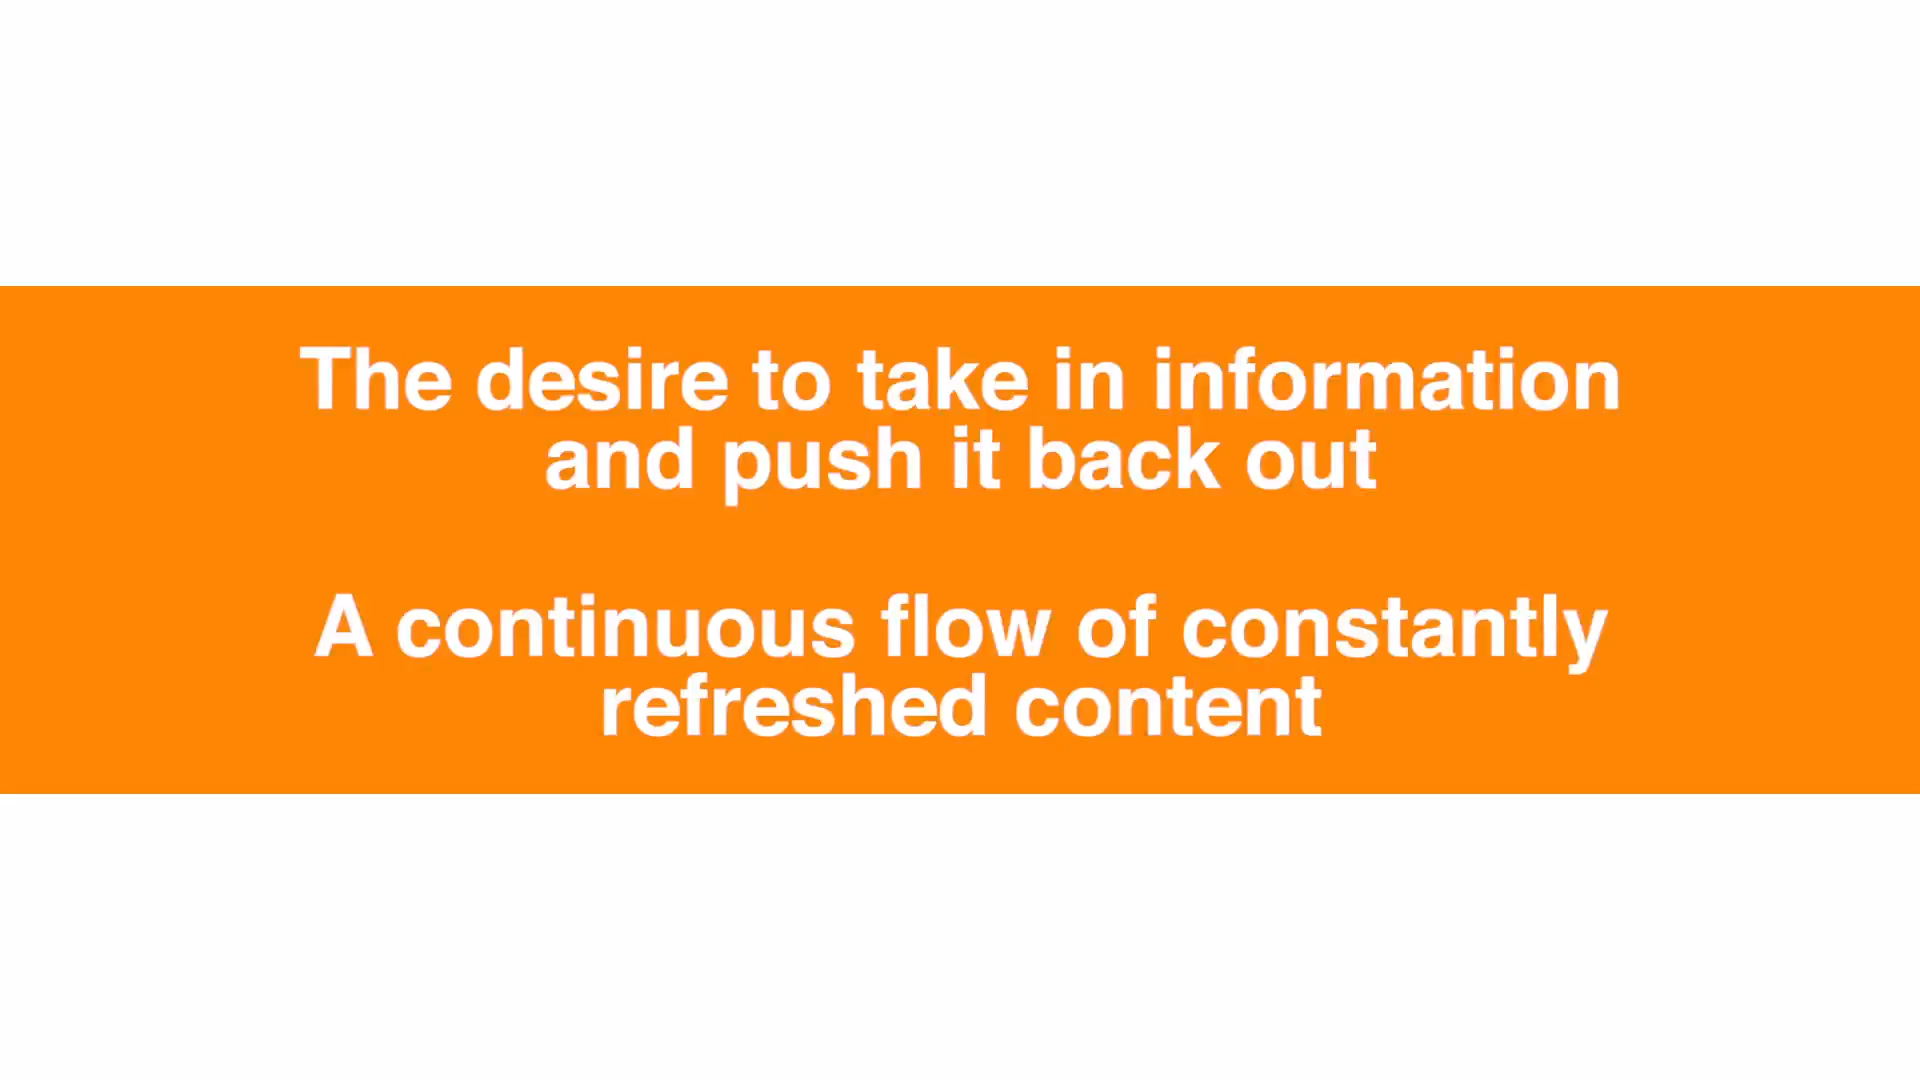 The desire to take in information
and push it back out
A continuous flow of constantly
refreshed content